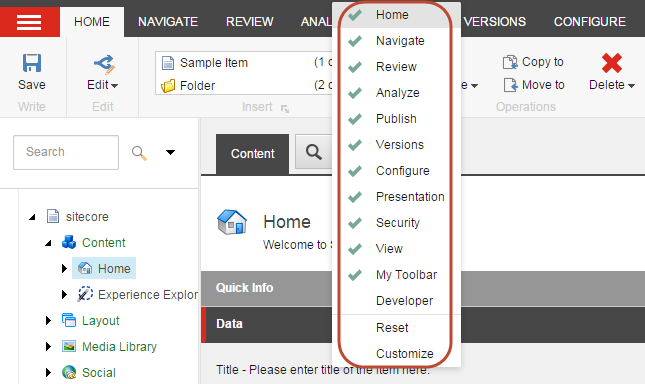 HOME NAVIGATE REVIEW ANAL VERSIONS CONFIGURE
Home
Navigate
Review
Analyze
Publish
Versions
Configure
Presentation
Security
View
My Toolbar
Developer
Reset
Customize
Save
Write
Edit
Edit
Sample Item (1 o
Folder (2 o
Insert
e
Copy to
Move to
Delete
Operations
Search
sitecore
Content
Home
Experience Explor
Layout
Media Library
Social
Content
Home
Welcome to S
Quick Info
Data
Title - Please enter title of the item here.